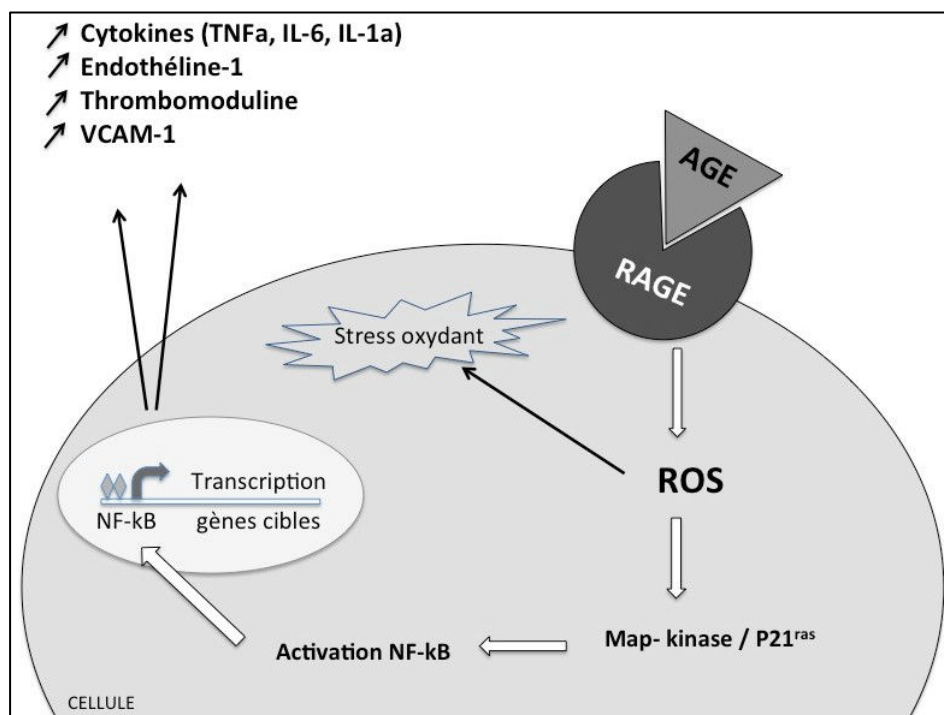 Cytokines (TNFa, IL-6, IL-1a)
Endothéline-1
Thrombomoduline
VCAM-1
AGE
RAGE
Stress oxydant
ROS
Transcription
NF-kB gènes cibles
Map- kinase / P21ras
Activation NF-kB
CELLULE